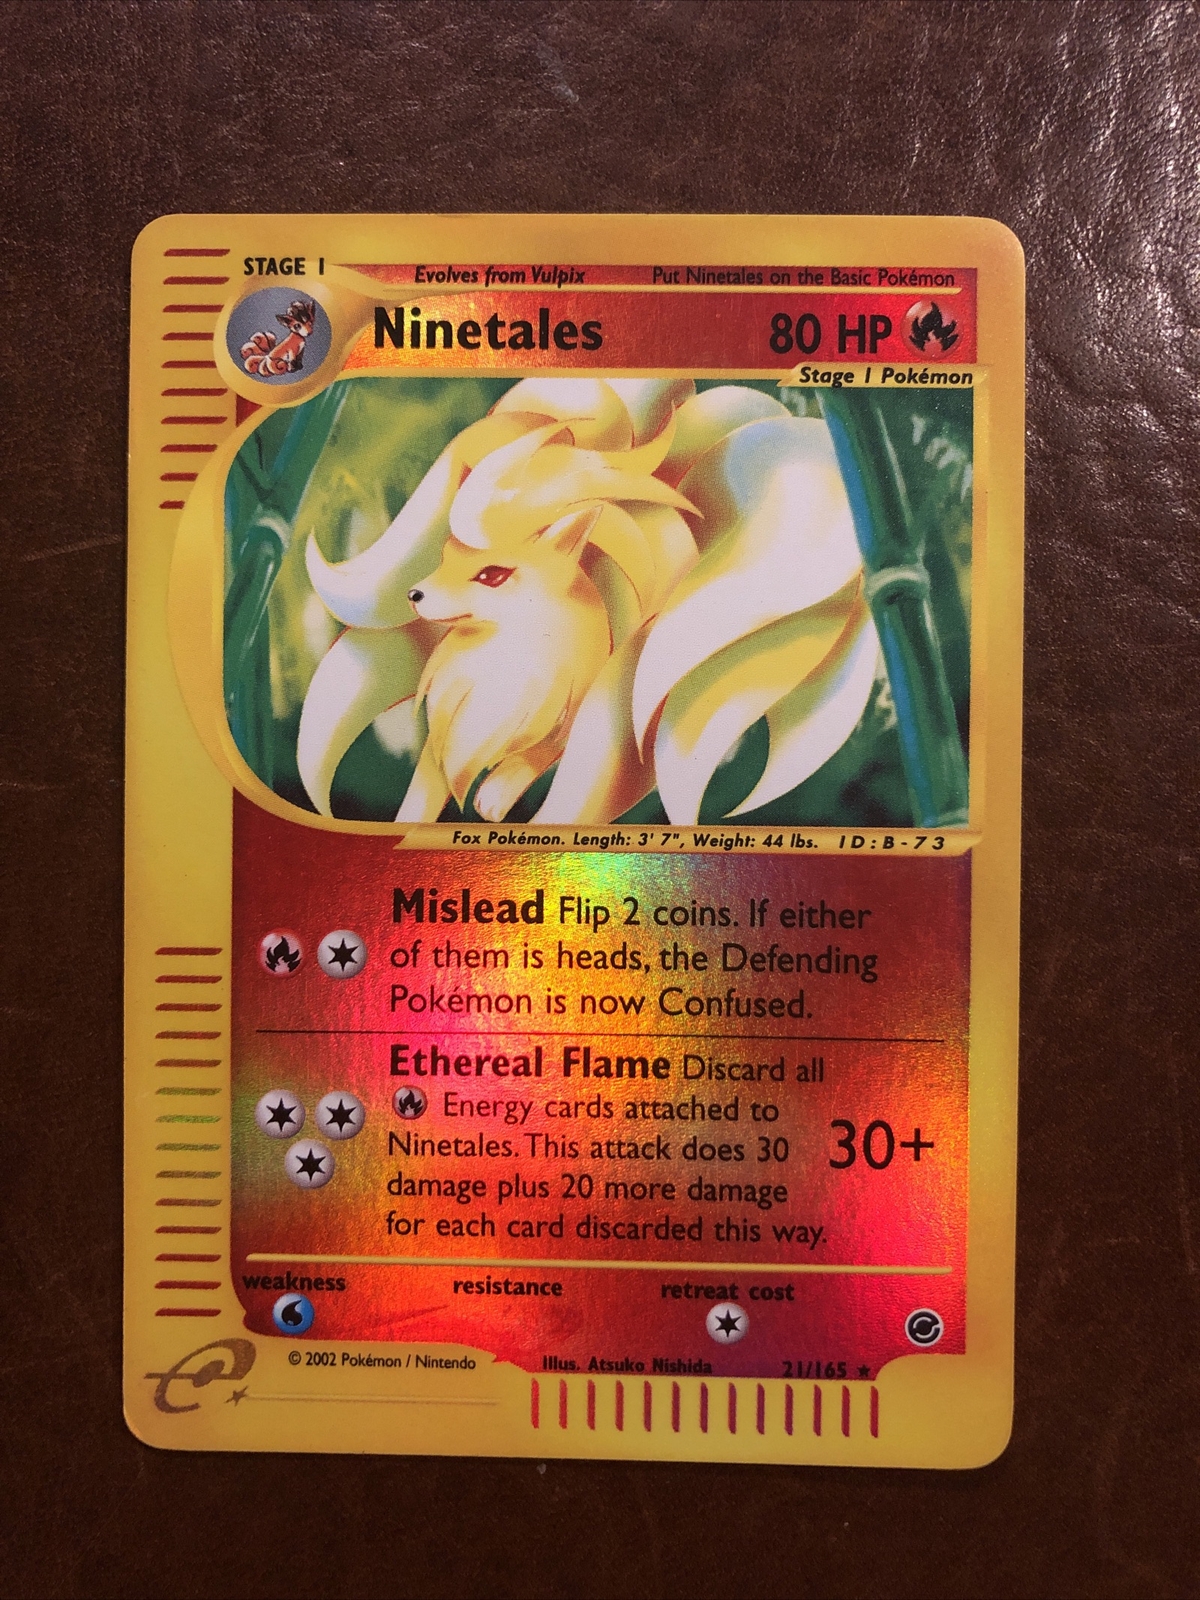 STAGE 1
Evolves from Vulpix Put Ninetales on the Basic Pokémon
Ninetales 80 HP
Stage 1 Pokémon
Fox Pokémon. Length: 3' 7", Weight: 44 lbs. ID:B-73
Mislead Flip 2 coins. If either
of them is heads, the Defending
Pokémon is now Confused.
Ethereal Flame Discard all
Energy cards attached to
Ninetales. This attack does 30
damage plus 20 more damage
for each card discarded this way.
30+
weakness resistance retreat cost
© 2002 Pokémon / Nintendo Illus. Atsuko Nishida 21/165 ★
e